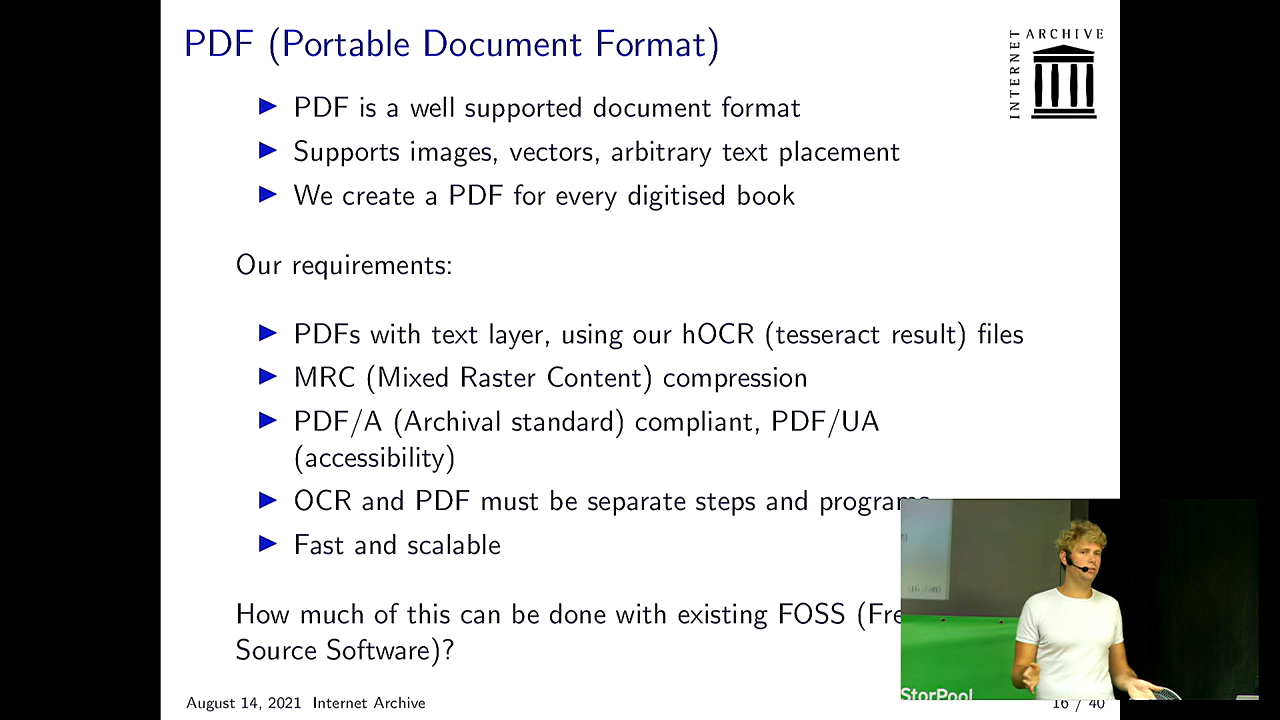 PDF (Portable Document Format)
INTERNET ARCHIVE
PDF is a well supported document format
Supports images, vectors, arbitrary text placement
We create a PDF for every digitised book
Our requirements:
PDFs with text layer, using our hOCR (tesseract result) files
MRC (Mixed Raster Content) compression
PDF/A (Archival standard) compliant, PDF/UA
(accessibility)
OCR and PDF must be separate steps and programs
Fast and scalable
How much of this can be done with existing FOSS (Fre
Source Software)?
StorPool
August 14, 2021 Internet Archive
16 / 40